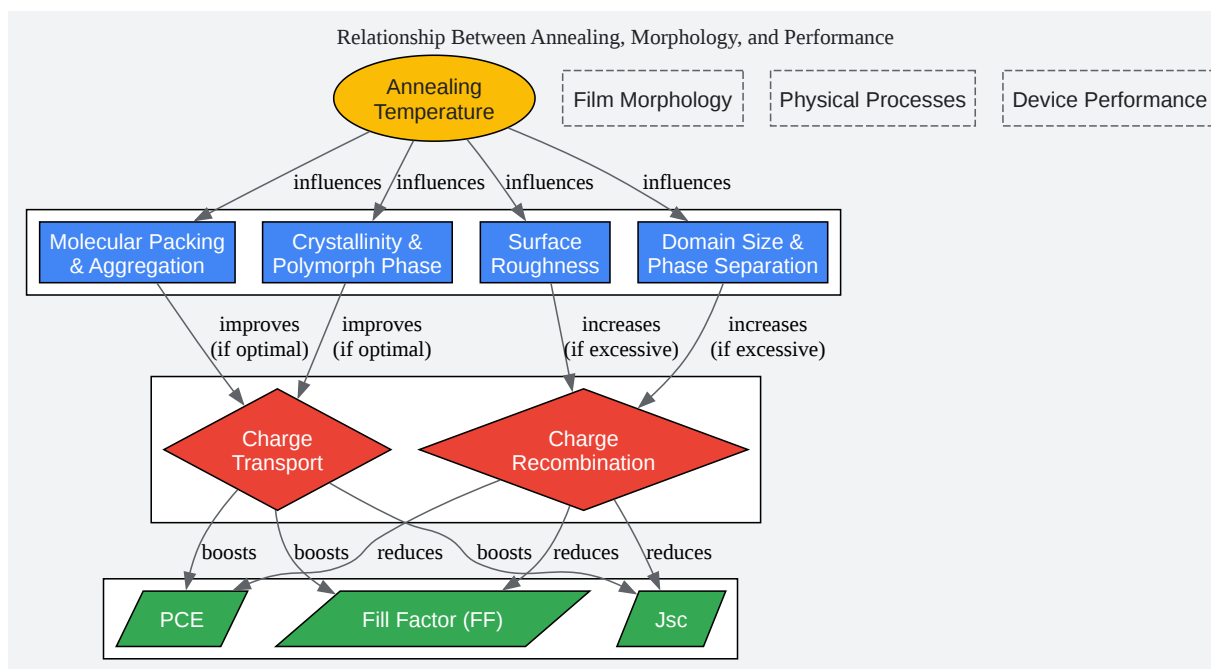 Relationship Between Annealing, Morphology, and Performance
Annealing
Temperature
Film Morphology
Physical Processes
Device Performance
influences
influences
influences
influences
Molecular Packing
& Aggregation
Crystallinity &
Polymorph Phase
Surface
Roughness
Domain Size &
Phase Separation
improves
(if optimal)
improves
(if optimal)
increases
(if excessive)
increases
(if excessive)
Charge
Transport
Charge
Recombination
boosts
boosts
reduces
boosts
reduces
reduces
PCE
Fill Factor (FF)
Jsc